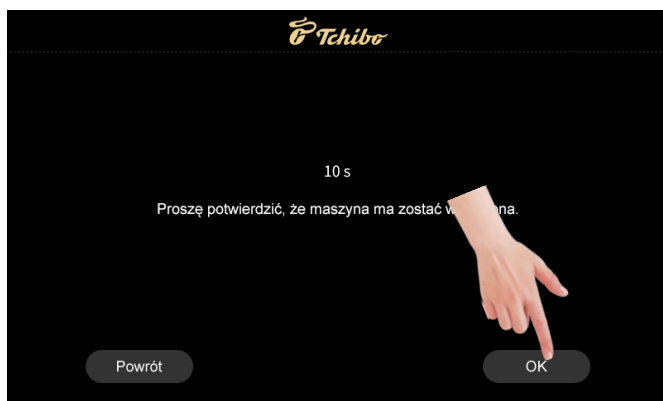 Tchibo
10 s
Proszę potwierdzić, że maszyna ma zostać
Powrót
OK